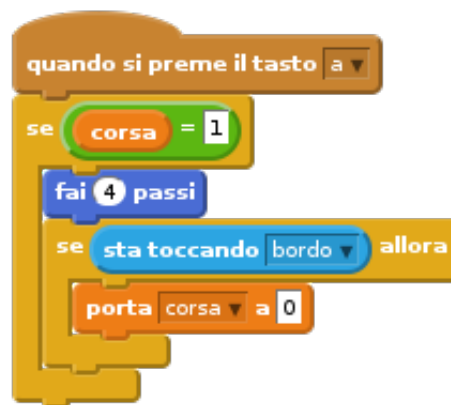 quando si preme il tasto a
se corsa = 1
fai 4 passi
se sta toccando bordo allora
porta corsa a 0